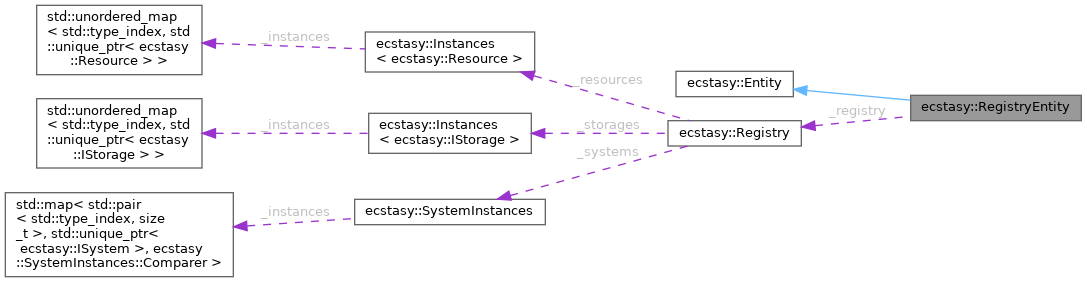 std::unordered_map
< std::type_index, std
::unique_ptr< ecstasy
::Resource > >
_instances
ecstasy::Instances
< ecstasy::Resource >
_resources
ecstasy::Entity
ecstasy::RegistryEntity
_registry
std::unordered_map
< std::type_index, std
::unique_ptr< ecstasy
::IStorage > >
_instances
ecstasy::Instances
< ecstasy::IStorage >
_storages
ecstasy::Registry
_systems
std::map< std::pair
< std::type_index, size
_t >, std::unique_ptr<
ecstasy::ISystem >, ecstasy
::SystemInstances::Comparer >
_instances
ecstasy::SystemInstances